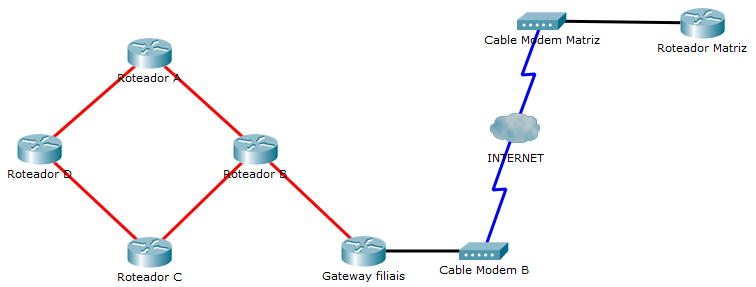 Cable Modem Matriz
Roteador Matriz
Roteador A
INTERNET
Roteador D
Roteador B
Roteador C
Gateway filiais
Cable Modem B